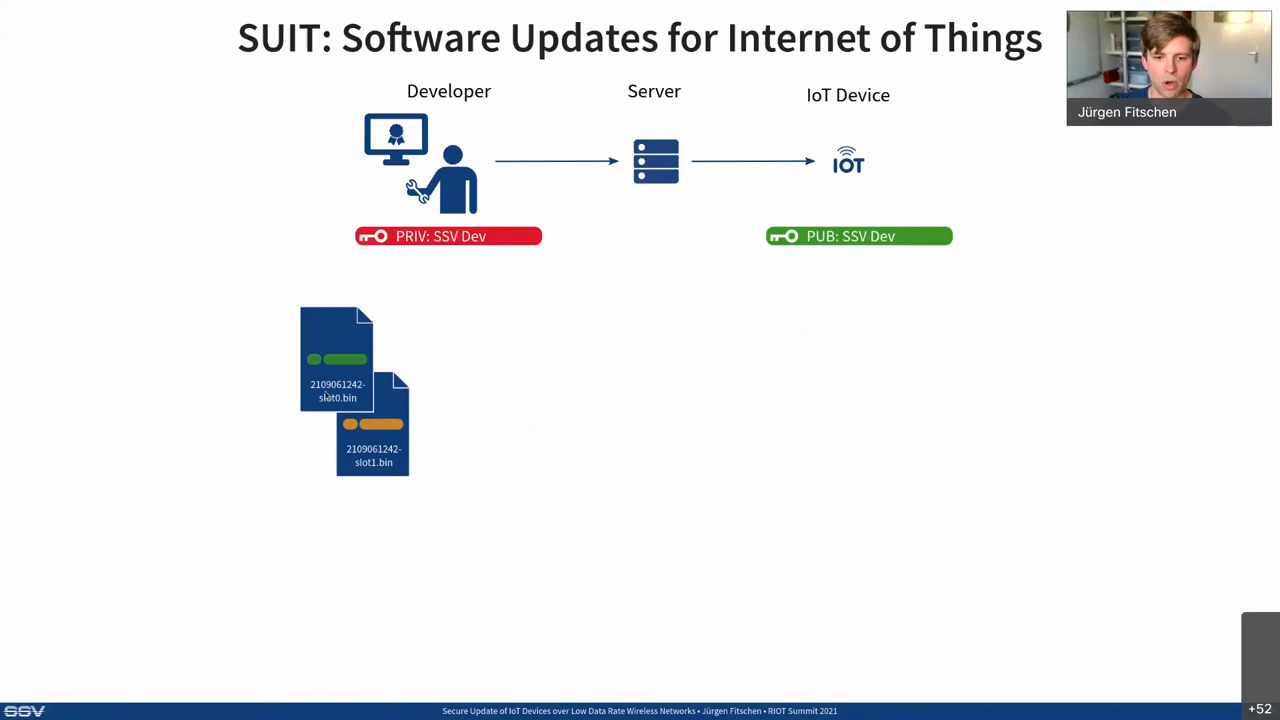 SUIT: Software Updates for Internet of Things
Developer
Server
IoT Device
IOT
PRIV: SSV Dev
PUB: SSV Dev
2109061242-
slot0.bin
2109061242-
slot1.bin
Jürgen Fitschen
SSV
Secure Update of IoT Devices over Low Data Rate Wireless Networks • Jürgen Fitschen • RIOT Summit 2021
+52